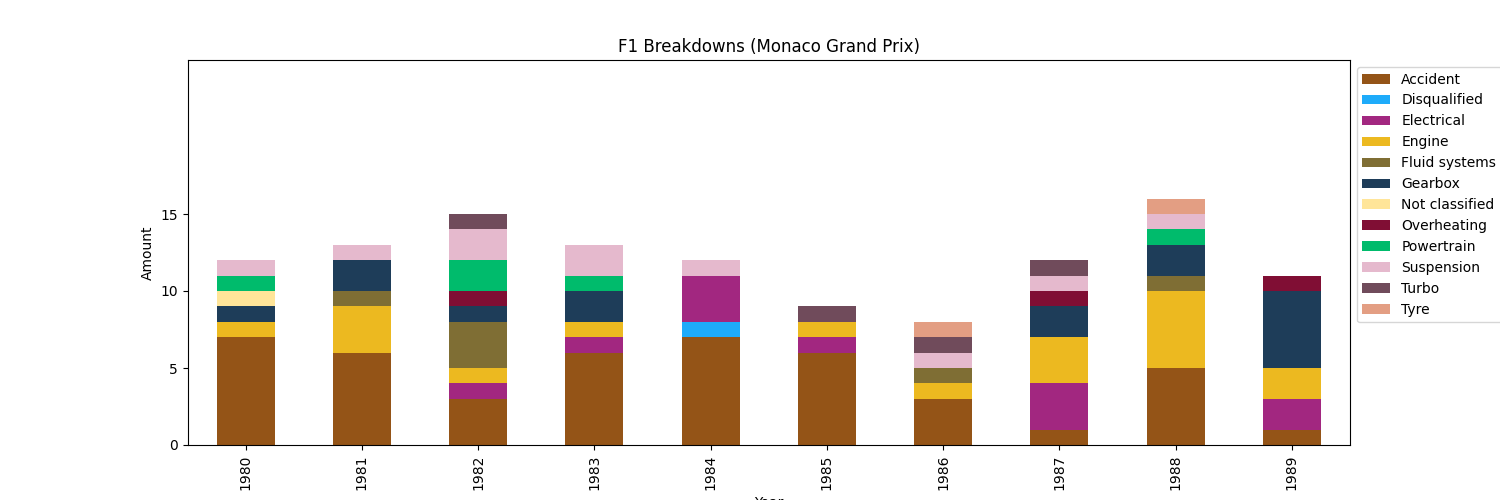 F1 Breakdowns (Monaco Grand Prix)
Amount
15
10
5
0
1980
1981
1982
1983
1984
1985
1986
1987
1988
1989
Year
Accident
Disqualified
Electrical
Engine
Fluid systems
Gearbox
Not classified
Overheating
Powertrain
Suspension
Turbo
Tyre